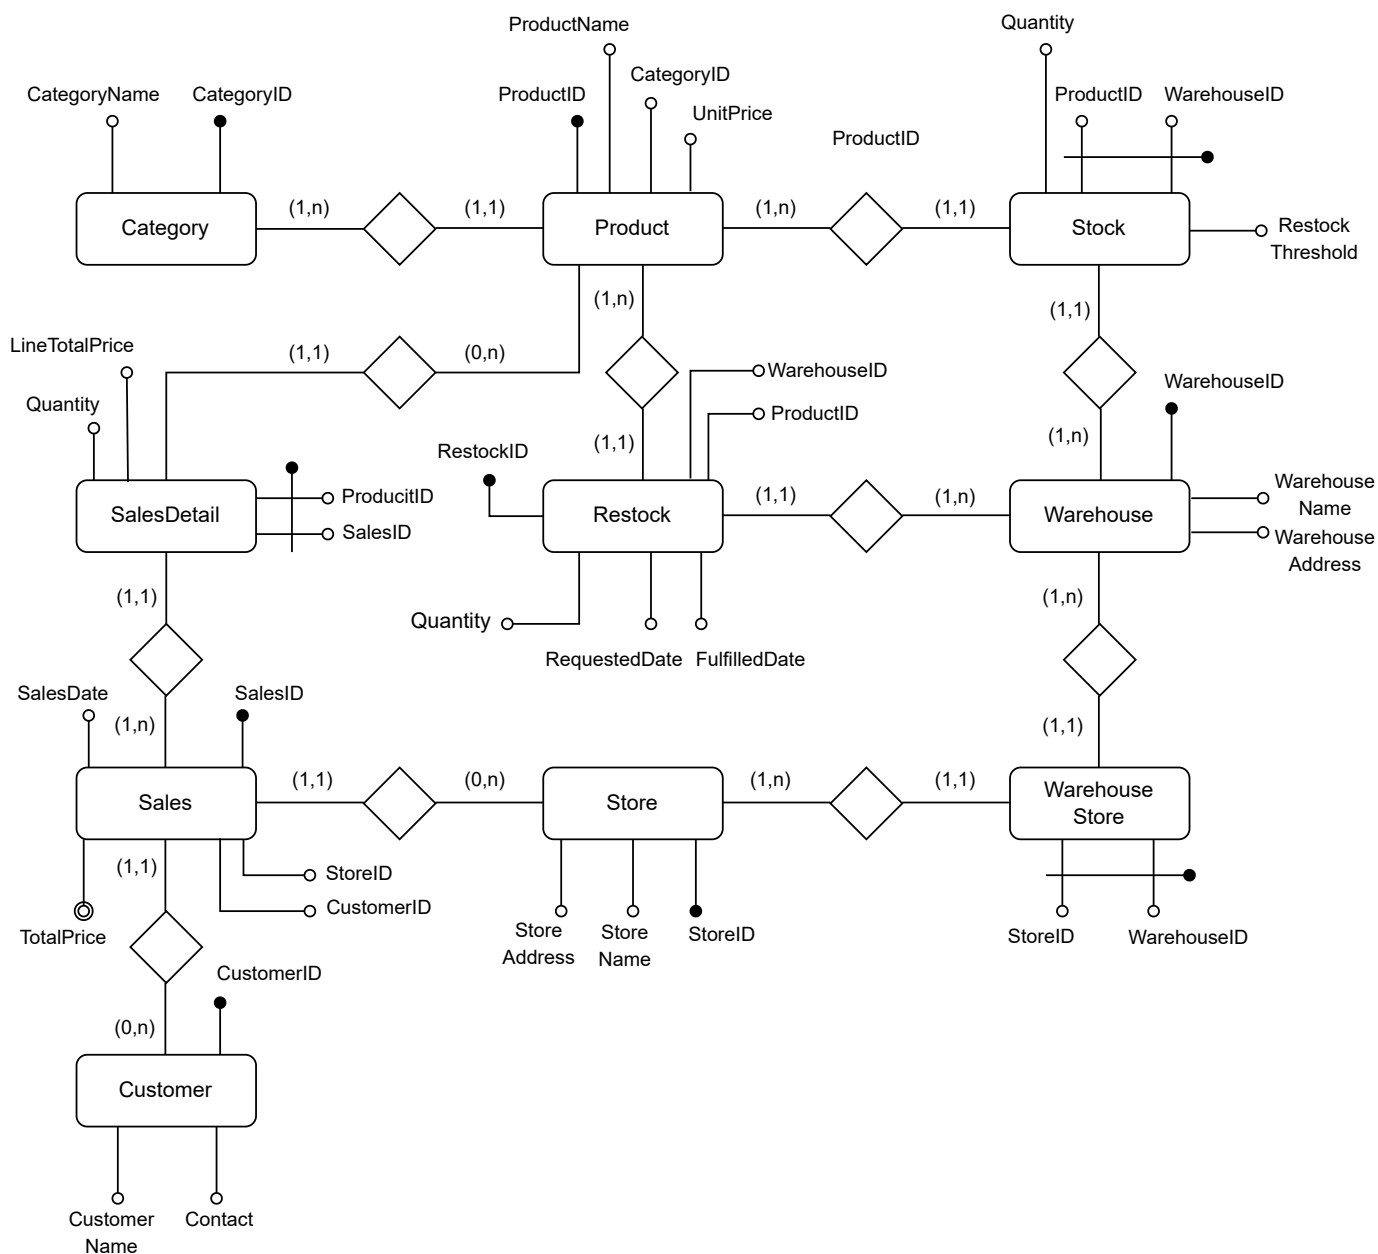 ProductName
Quantity
CategoryName
CategoryID
ProductID
CategoryID
UnitPrice
ProductID
ProductID
WarehouseID
Category
(1,n)
(1,1)
Product
(1,n)
(1,1)
Stock
Restock
Threshold
(1,n)
(1,1)
LineTotalPrice
(1,1)
(0,n)
WarehouseID
WarehouseID
Quantity
ProductID
(1,1)
(1,n)
RestockID
ProducitID
SalesDetail
SalesID
Restock
(1,1)
(1,n)
Warehouse
Warehouse
Name
Warehouse
Address
(1,1)
(1,n)
Quantity
RequestedDate
FulfilledDate
SalesDate
SalesID
(1,n)
(1,1)
Sales
(1,1)
(0,n)
Store
(1,n)
(1,1)
Warehouse
Store
(1,1)
StoreID
CustomerID
TotalPrice
Store
Address
Store
Name
StoreID
StoreID
WarehouseID
CustomerID
(0,n)
Customer
Customer
Name
Contact